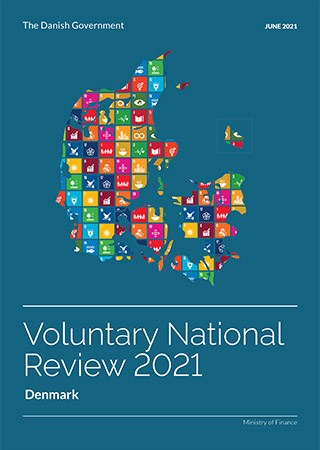 The Danish Government
JUNE 2021
Voluntary National
Review 2021
Denmark
Ministry of Finance